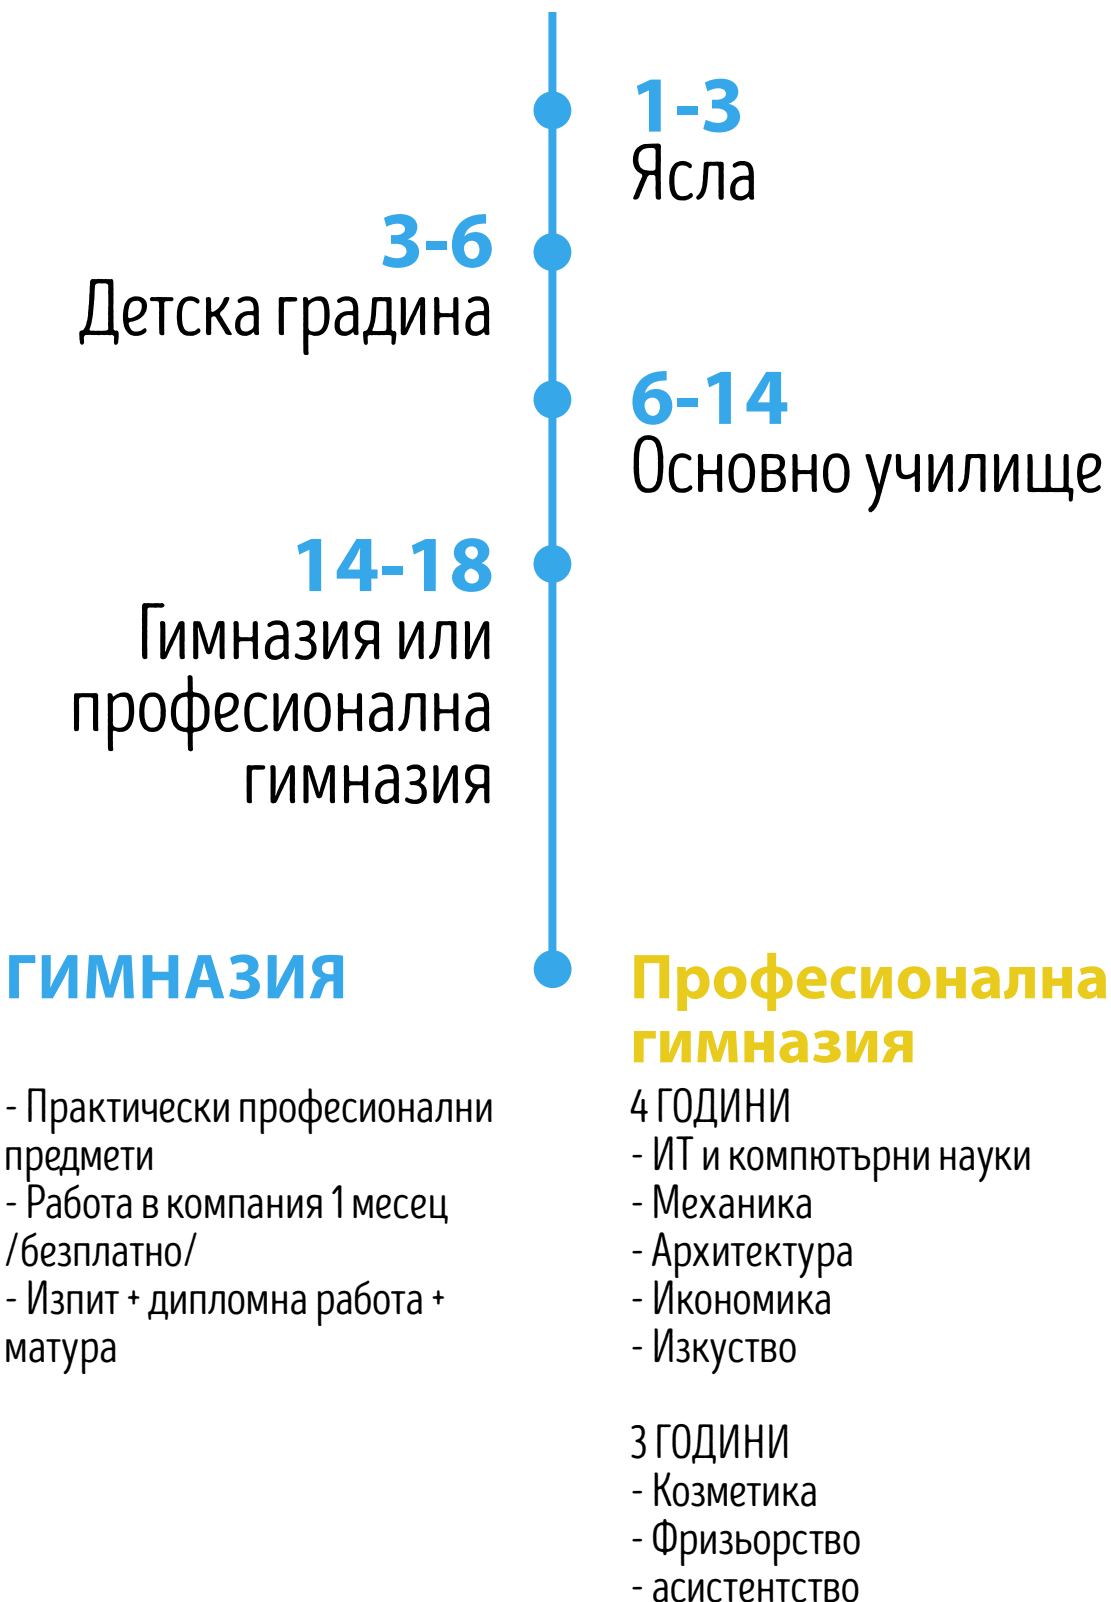 1-3
Ясла
3-6
Детска градина
6-14
Основно училище
14-18
Гимназия или
професионална
гимназия
ГИМНАЗИЯ
- Практически професионални
предмети
- Работа в компания 1 месец
/безплатно/
- Изпит + дипломна работа +
матура
Професионална
гимназия
4 ГОДИНИ
- ИТ и компютърни науки
- Механика
- Архитектура
- Икономика
- Изкуство
3 ГОДИНИ
- Козметика
- Фризьорство
- асистентство